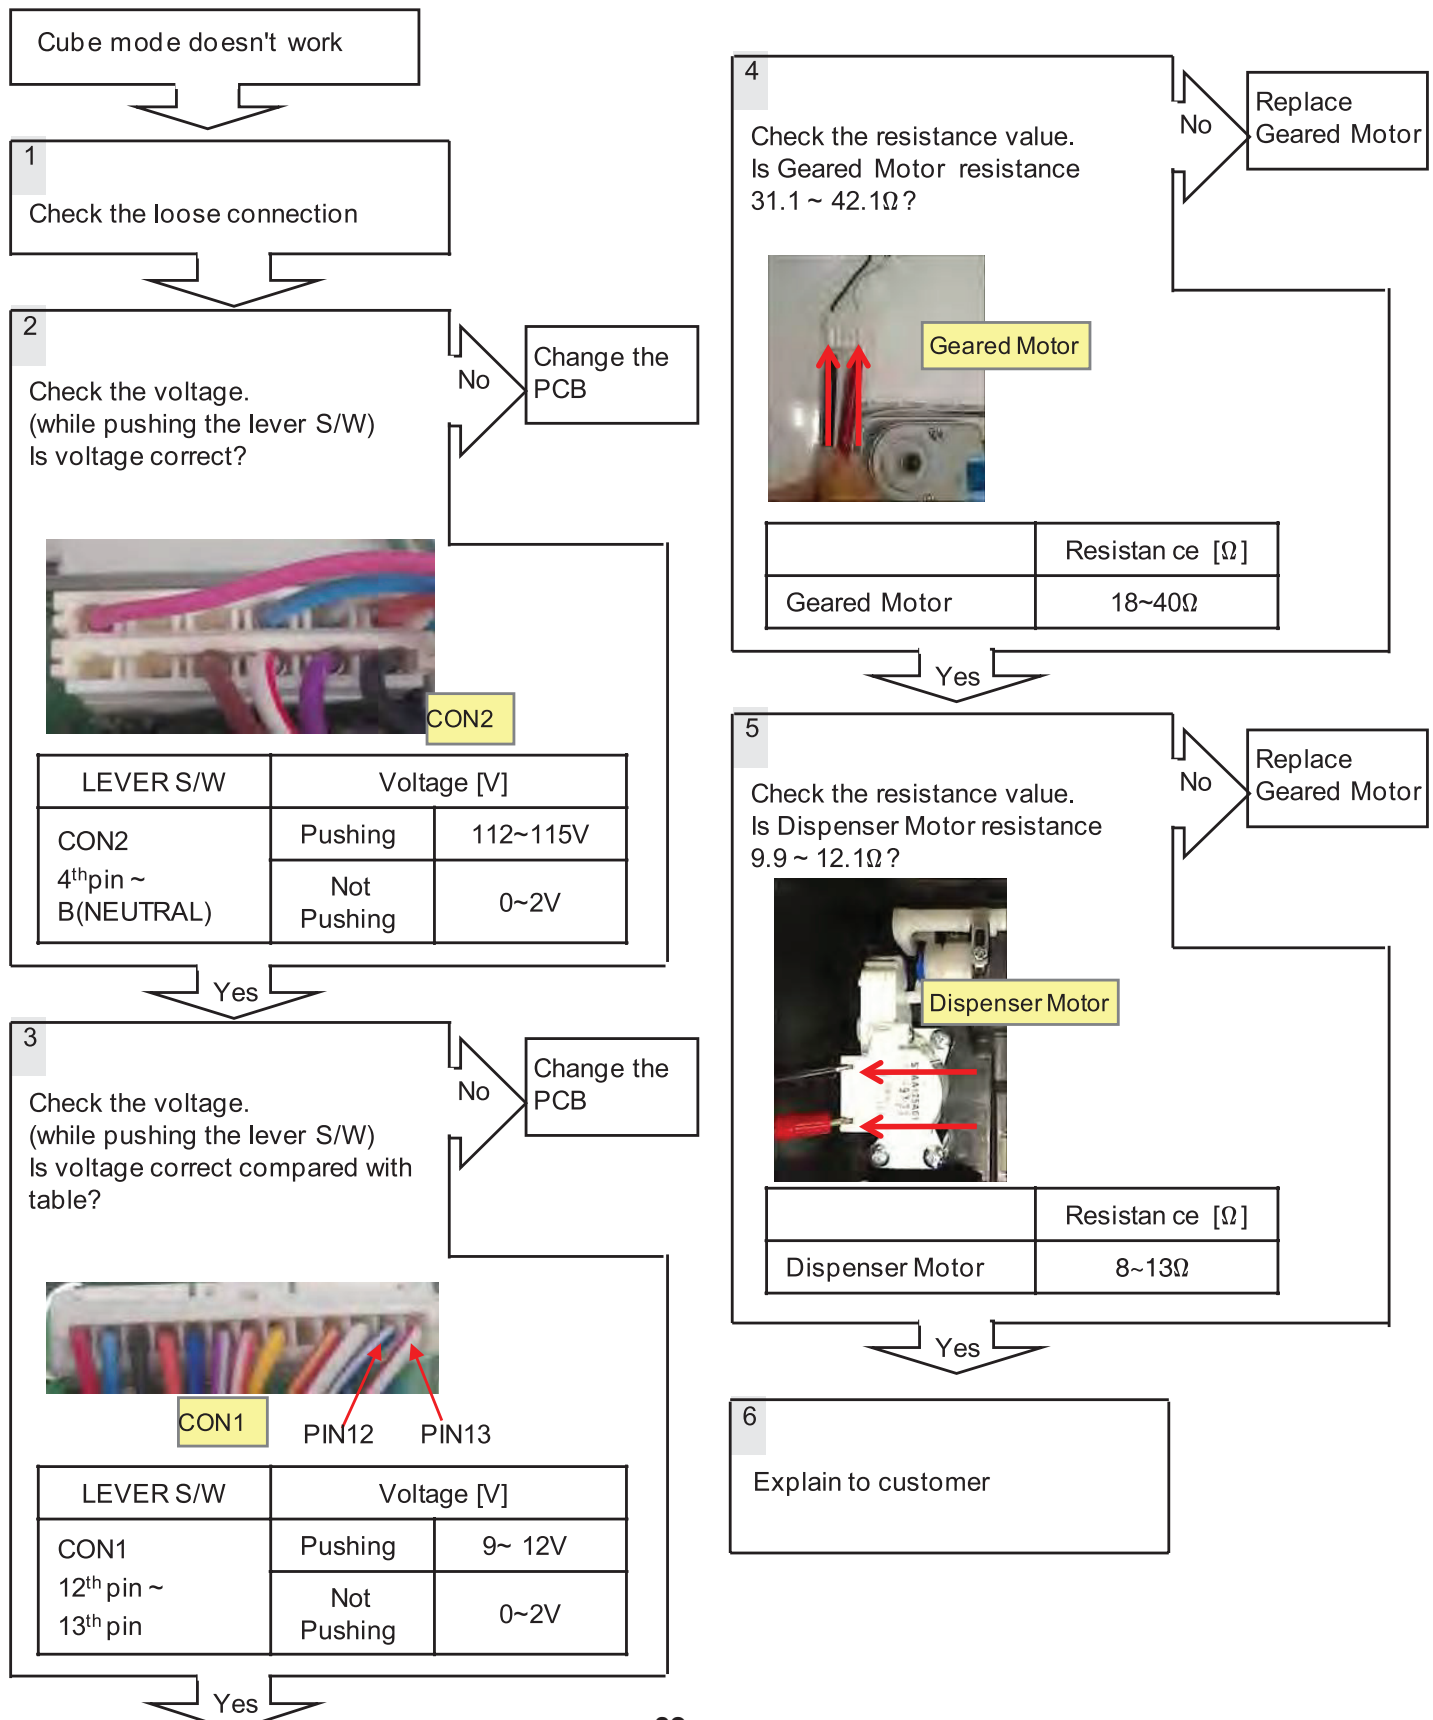 Cube mode doesn't work
1
Check the loose connection
2
Check the voltage.
(while pushing the lever S/W)
Is voltage correct?
No
Change the
PCB
CON2
LEVER S/W
Voltage [V]
CON2
4th pin ~
B(NEUTRAL)
Pushing
112~115V
Not
Pushing
0~2V
Yes
3
Check the voltage.
(while pushing the lever S/W)
Is voltage correct compared with
table?
No
Change the
PCB
CON1
PIN12
PIN13
LEVER S/W
Voltage [V]
CON1
12th pin ~
13th pin
Pushing
9~ 12V
Not
Pushing
0~2V
Yes
4
Check the resistance value.
Is Geared Motor resistance
31.1 ~ 42.1Ω?
No
Replace
Geared Motor
Geared Motor
Resistan ce [Ω]
Geared Motor
18~40Ω
Yes
5
Check the resistance value.
Is Dispenser Motor resistance
9.9 ~ 12.1Ω?
No
Replace
Geared Motor
Dispenser Motor
Resistan ce [Ω]
Dispenser Motor
8~13Ω
Yes
6
Explain to customer